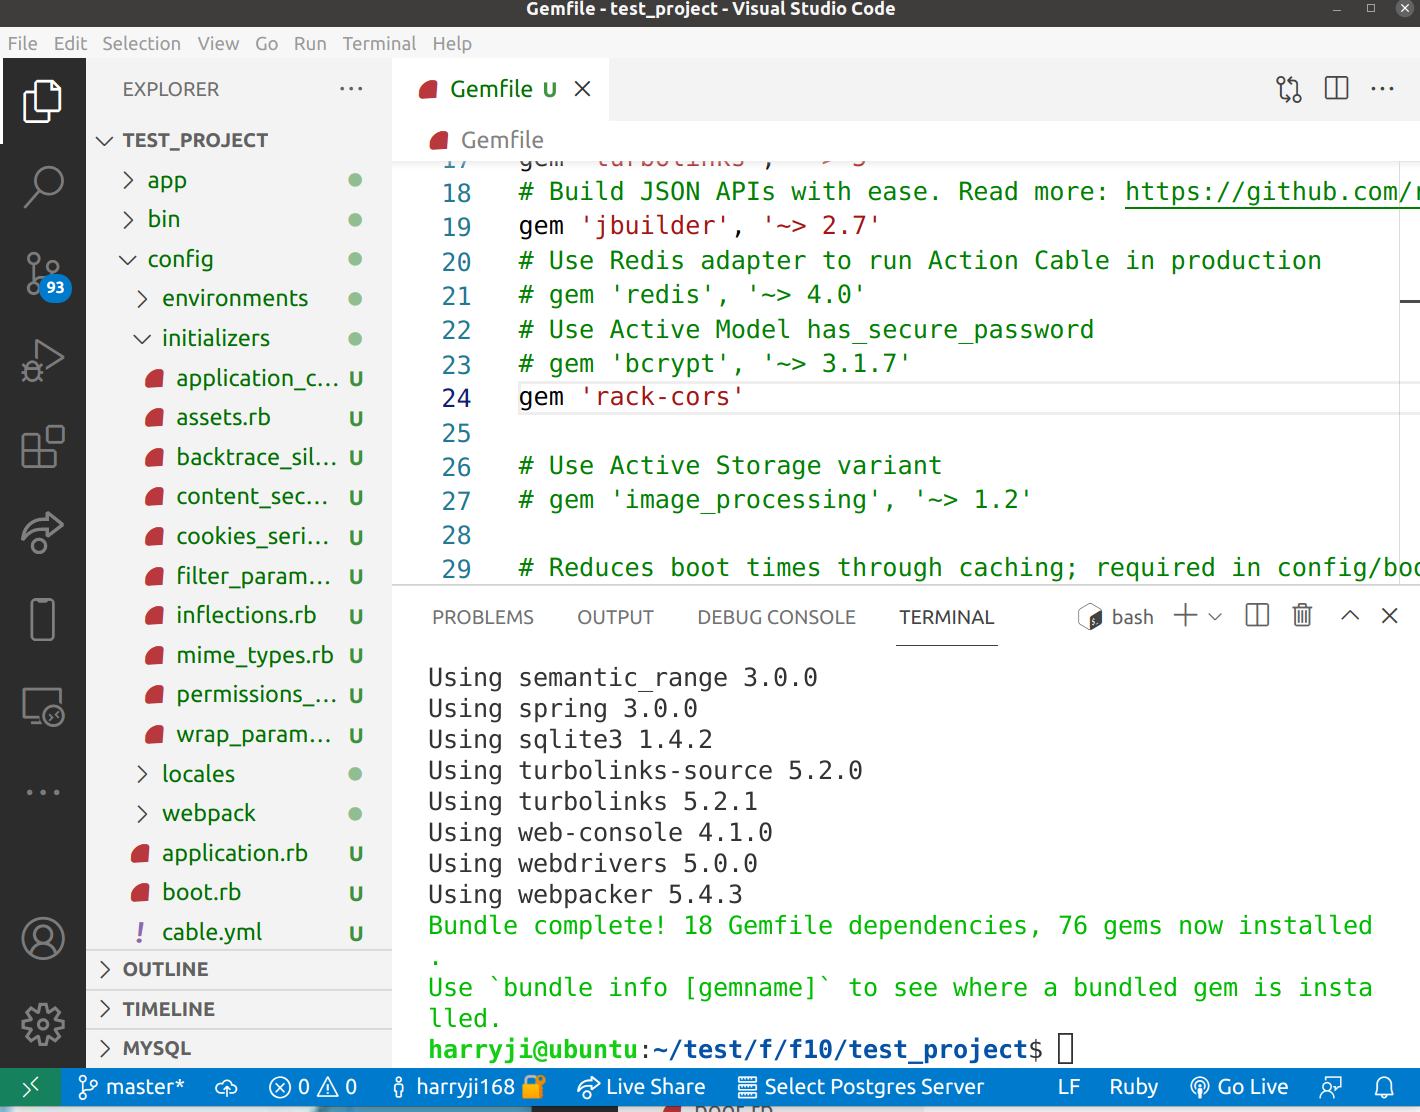 Gemfile - test_project - Visual Studio Code
File Edit Selection View Go Run Terminal Help
EXPLORER
TEST_PROJECT
app
bin
config
environments
initializers
application_c... U
assets.rb U
backtrace_sil... U
content_sec... U
cookies_seri... U
filter_param... U
inflections.rb U
mime_types.rb U
permissions_... U
wrap_param... U
locales
webpack
application.rb U
boot.rb U
! cable.yml U
OUTLINE
TIMELINE
MYSQL
93
Gemfile U
Gemfile
17 gem 'turbolinks', '~> 5'
18 # Build JSON APIs with ease. Read more: https://github.com/r
19 gem 'jbuilder', '~> 2.7'
20 # Use Redis adapter to run Action Cable in production
21 # gem 'redis', '~> 4.0'
22 # Use Active Model has_secure_password
23 # gem 'bcrypt', '~> 3.1.7'
24 gem 'rack-cors'
25
26 # Use Active Storage variant
27 # gem 'image_processing', '~> 1.2'
28
29 # Reduces boot times through caching; required in config/boo
PROBLEMS OUTPUT DEBUG CONSOLE TERMINAL bash
Using semantic_range 3.0.0
Using spring 3.0.0
Using sqlite3 1.4.2
Using turbolinks-source 5.2.0
Using turbolinks 5.2.1
Using web-console 4.1.0
Using webdrivers 5.0.0
Using webpacker 5.4.3
Bundle complete! 18 Gemfile dependencies, 76 gems now installed
.
Use `bundle info [gemname]` to see where a bundled gem is insta
lled.
harryji@ubuntu:~/test/f/f10/test_project$
master* 0 0 harryji168 Live Share Select Postgres Server LF Ruby Go Live